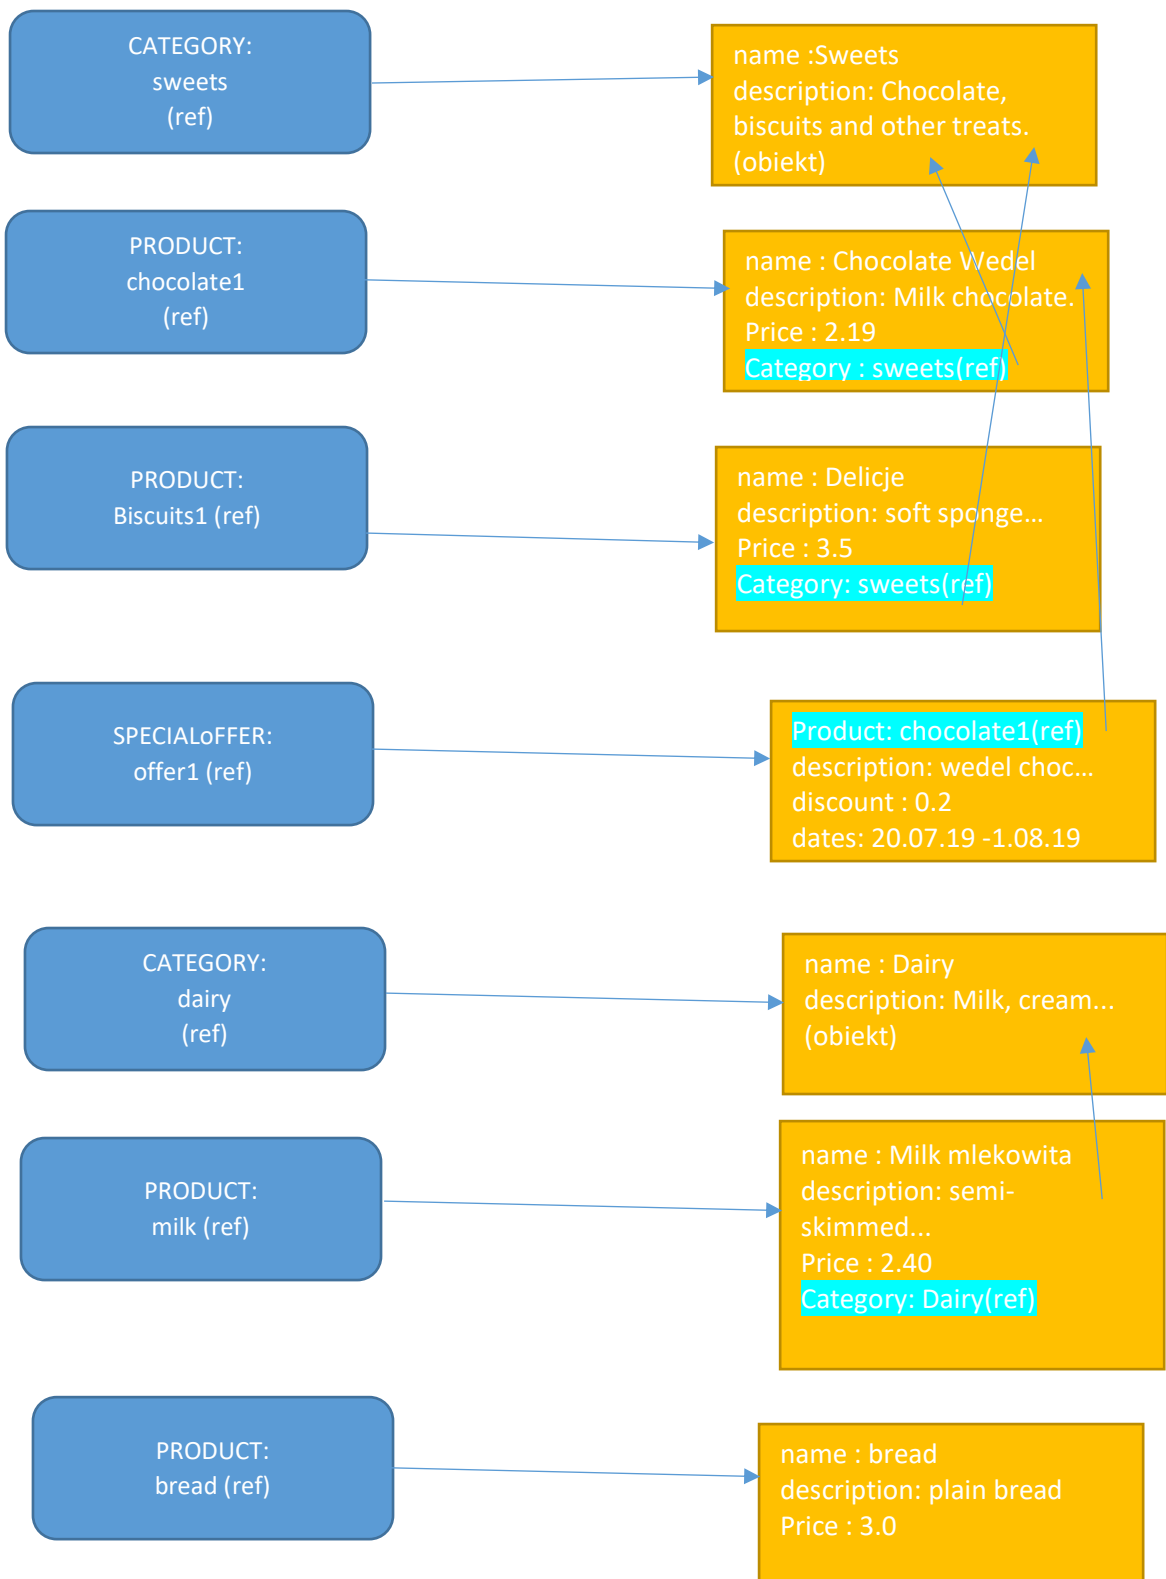 CATEGORY:
sweets
(ref)
name :Sweets
description: Chocolate,
biscuits and other treats.
(obiekt)
PRODUCT:
chocolate1
(ref)
name : Chocolate Wedel
description: Milk chocolate.
Price : 2.19
Category : sweets(ref)
PRODUCT:
Biscuits1 (ref)
name : Delicje
description: soft sponge...
Price : 3.5
Category: sweets(ref)
SPECIALoFFER:
offer1 (ref)
Product: chocolate1(ref)
description: wedel choc...
discount : 0.2
dates: 20.07.19 -1.08.19
CATEGORY:
dairy
(ref)
name : Dairy
description: Milk, cream...
(obiekt)
PRODUCT:
milk (ref)
name : Milk mlekowita
description: semi-
skimmed...
Price : 2.40
Category: Dairy(ref)
PRODUCT:
bread (ref)
name : bread
description: plain bread
Price : 3.0